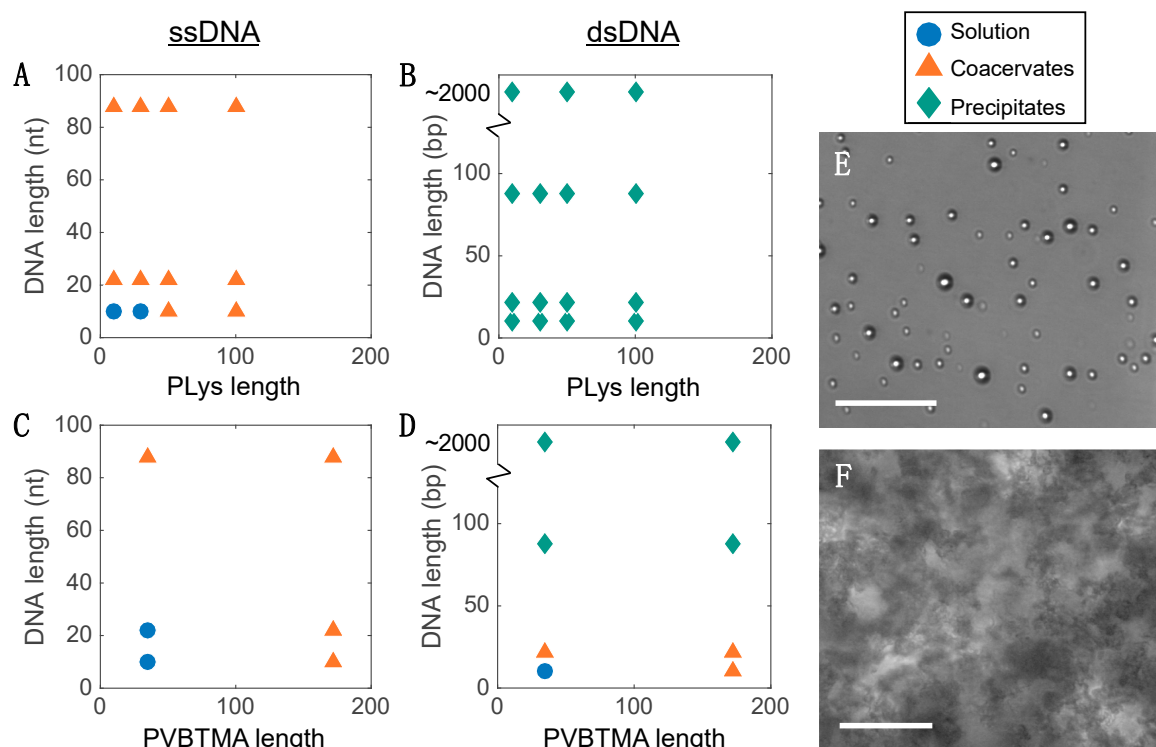 ssDNA
dsDNA
Solution
Coacervates
Precipitates
A
100
80
60
40
20
0
DNA length (nt)
0
100
200
PLys length
B
~2000
100
50
0
DNA length (bp)
0
100
200
PLys length
C
100
80
60
40
20
0
DNA length (nt)
0
100
200
PVBTMA length
D
~2000
100
50
0
DNA length (bp)
0
100
200
PVBTMA length
E
F